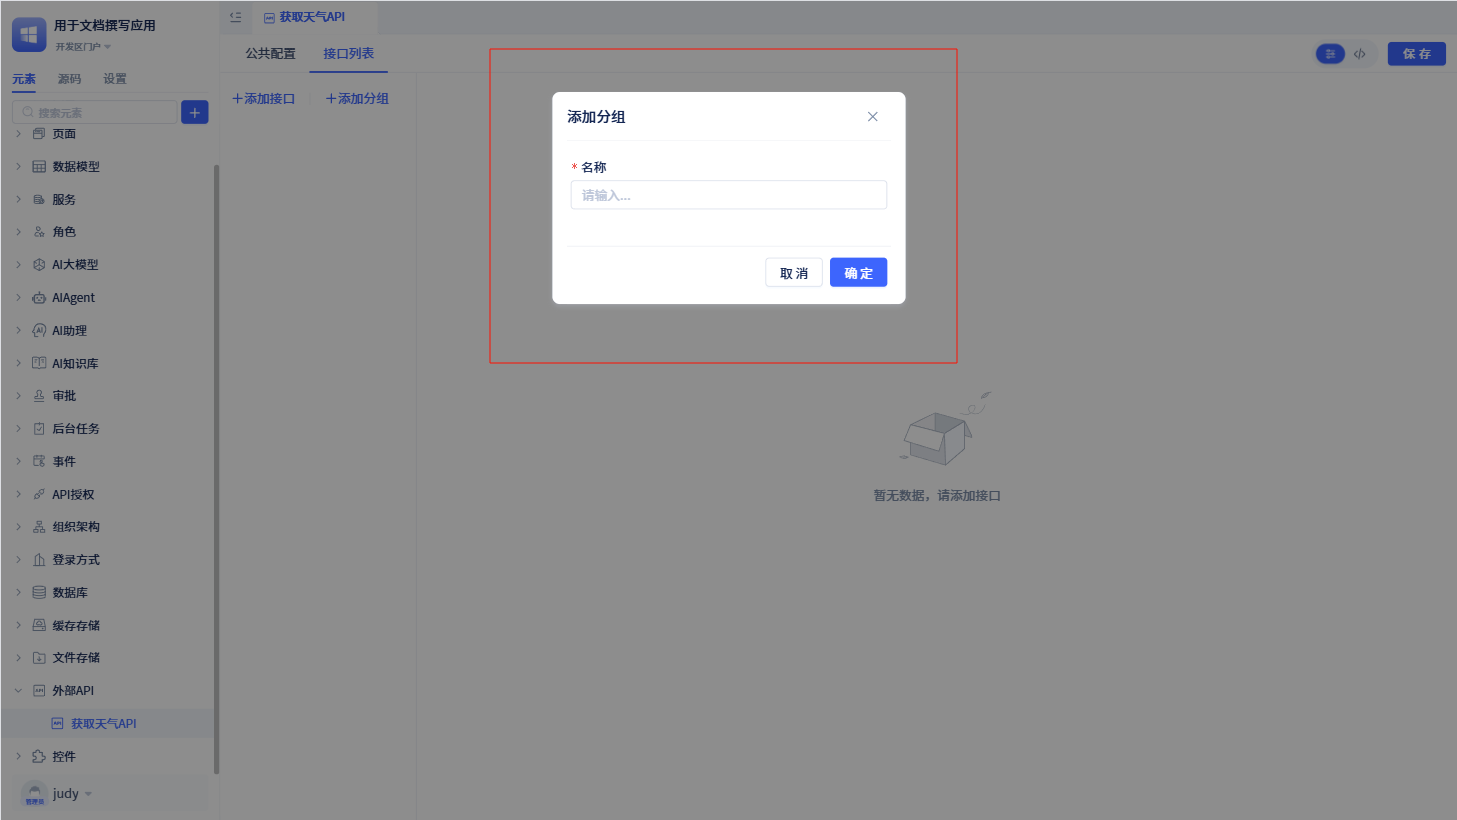 用于文档撰写应用
开发区门户
元素 源码 设置
搜索元素
页面
数据模型
服务
角色
AI大模型
AIAgent
AI助理
AI知识库
审批
后台任务
事件
API授权
组织架构
登录方式
数据库
缓存存储
文件存储
外部API
获取天气API
控件
管理员
judy
获取天气API
公共配置 接口列表
保 存
+添加接口 +添加分组
添加分组
* 名称
请输入...
取 消 确 定
暂无数据，请添加接口